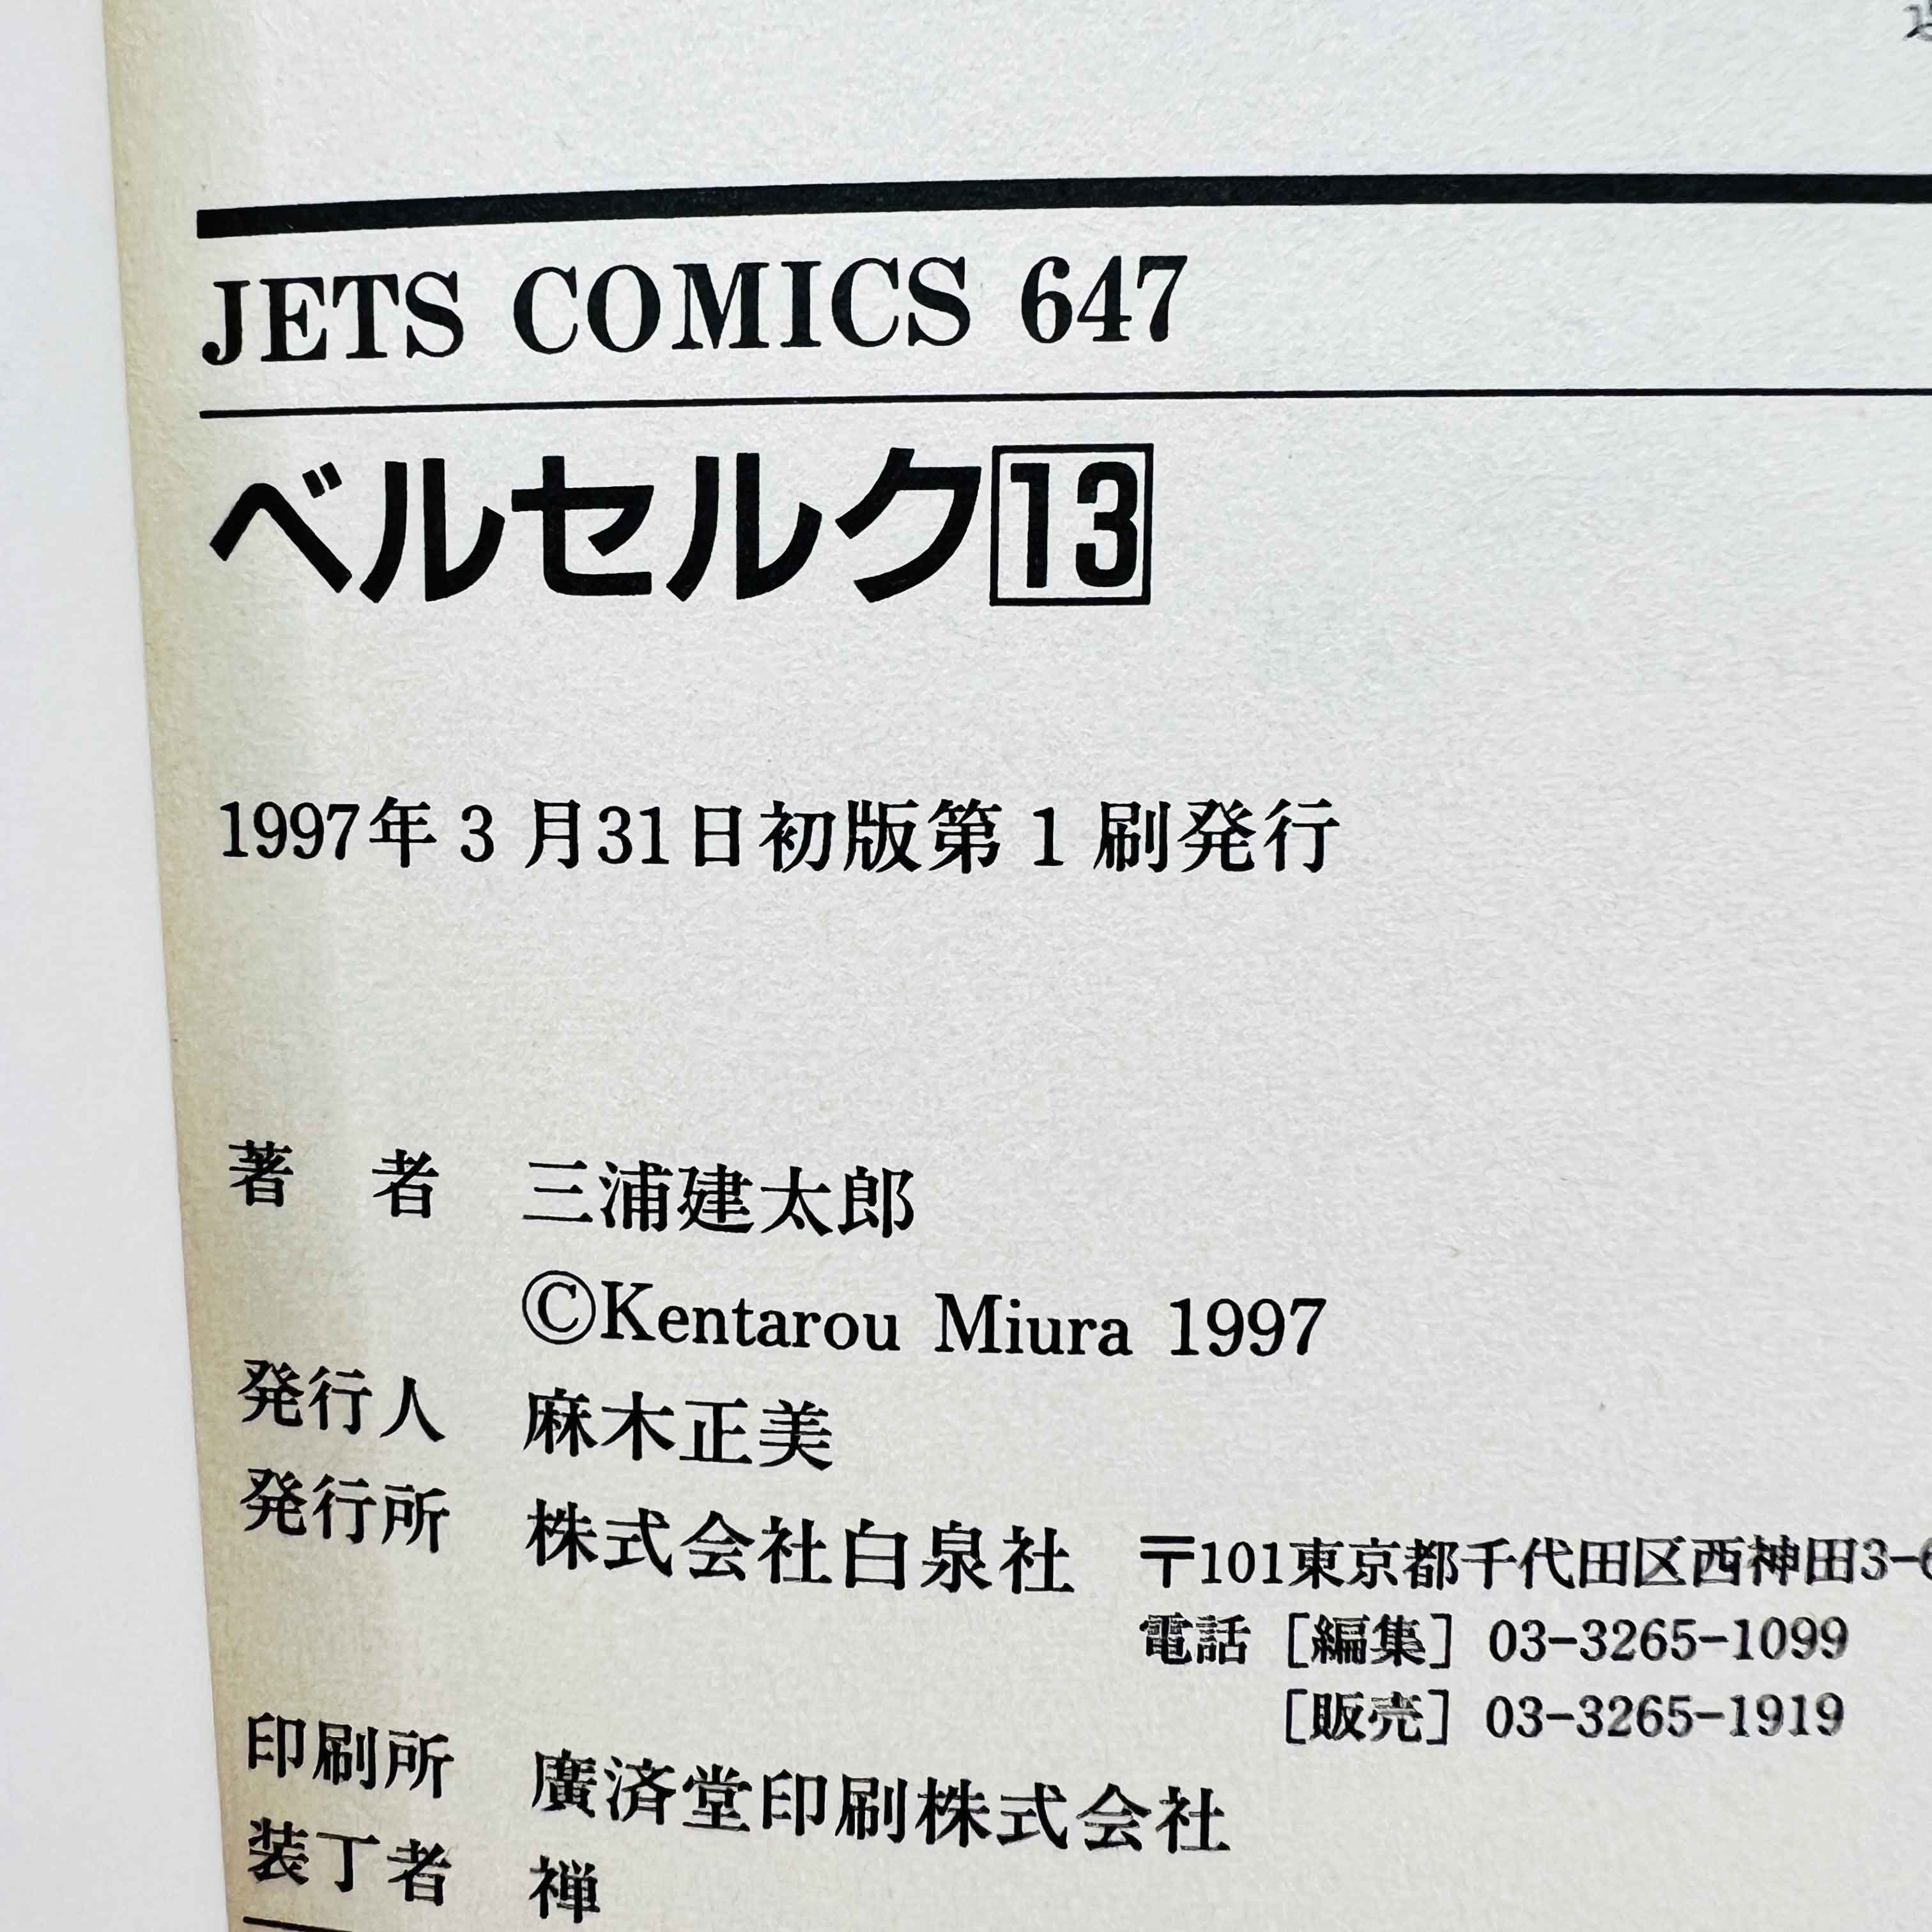 JETS COMICS 647
ベルセルク13
1997年3月31日初版第1刷発行
著 者 三浦建太郎
©Kentarou Miura 1997
発行人 麻木正美
発行所 株式会社白泉社 〒101東京都千代田区西神田3-6
電話［編集］03-3265-1099
［販売］03-3265-1919
印刷所 廣済堂印刷株式会社
装丁者 禅